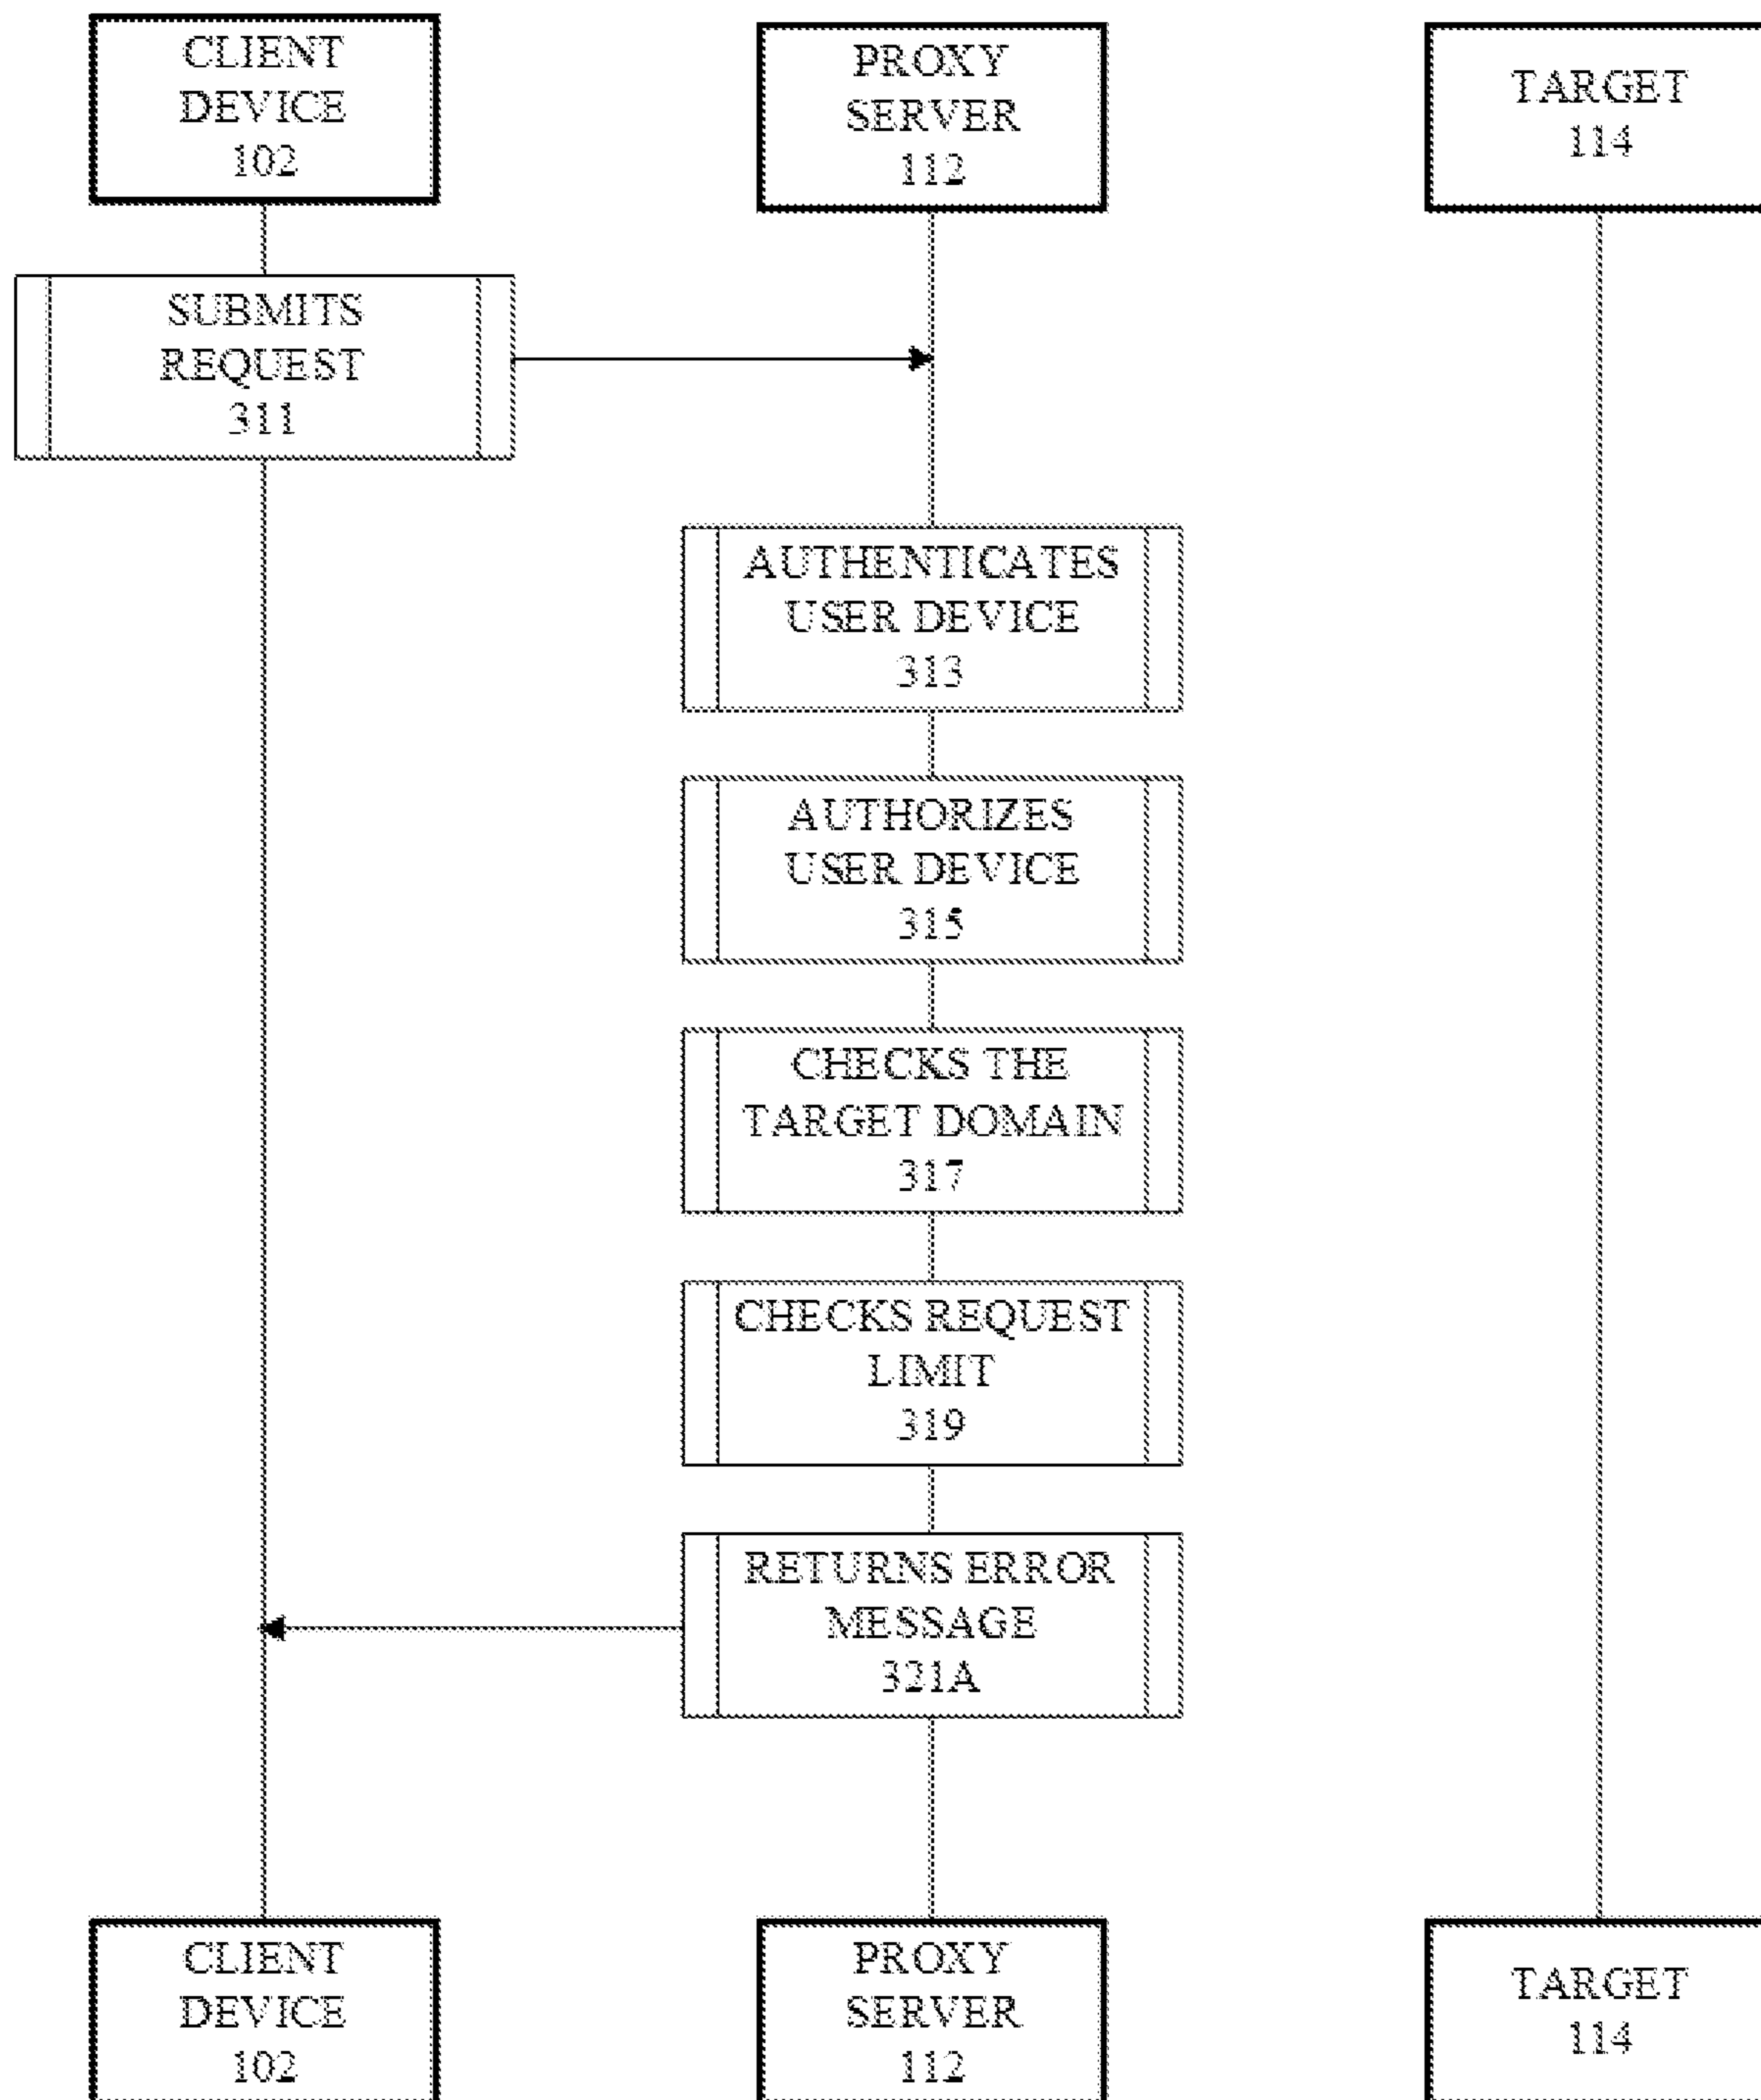 CLIENT
DEVICE
102
PROXY
SERVER
112
TARGET
114
SUBMITS
REQUEST
311
AUTHENTICATES
USER DEVICE
313
AUTHORIZES
USER DEVICE
315
CHECKS THE
TARGET DOMAIN
317
CHECKS REQUEST
LIMIT
319
RETURNS ERROR
MESSAGE
321A
CLIENT
DEVICE
102
PROXY
SERVER
112
TARGET
114